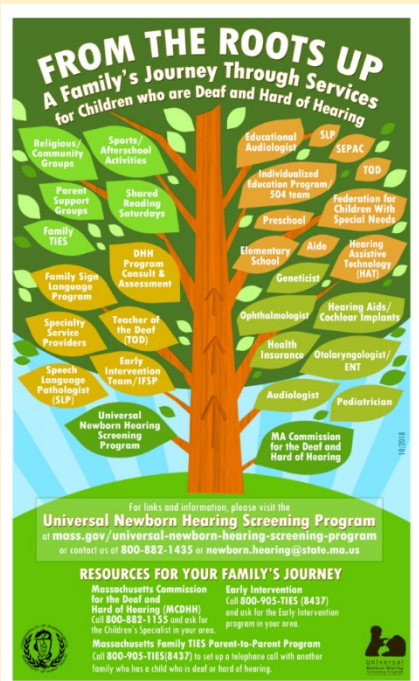 FROM THE ROOTS UP
A Family's Journey Through Services
for Children who are Deaf and Hard of Hearing
Religious/
Community
Groups
Sports/
Afterschool
Activities
Parent
Support
Groups
Shared
Reading
Saturdays
Family
TIES
DHH
Program
Consult &
Assessment
Family Sign
Language
Program
Specialty
Service
Providers
Teacher of
the Deaf
(TOD)
Speech
Language
Pathologist
(SLP)
Early
Intervention
Team/IFSP
Universal
Newborn Hearing
Screening
Program
Educational
Audiologist
SLP
SEPAC
TOD
Individualized
Education Program/
504 team
Federation for
Children With
Special Needs
Preschool
Elementary
School
Aide
Hearing
Assistive
Technology
(HAT)
Geneticist
Ophthalmologist
Hearing Aids/
Cochlear Implants
Health
Insurance
Otolaryngologist/
ENT
Audiologist
Pediatrician
MA Commission
for the Deaf and
Hard of Hearing
For links and information, please visit the
Universal Newborn Hearing Screening Program
at mass.gov/universal-newborn-hearing-screening-program
or contact us at 800-882-1435 or newborn.hearing@state.ma.us
RESOURCES FOR YOUR FAMILY'S JOURNEY
Massachusetts Commission
for the Deaf and
Hard of Hearing (MCDHH)
Call 800-882-1155 and ask for
the Children's Specialist in your area.
Early Intervention
Call 800-905-TIES (8437)
and ask for the Early Intervention
program in your area.
Massachusetts Family TIES Parent-to-Parent Program
Call 800-905-TIES(8437) to set up a telephone call with another
family who has a child who is deaf or hard of hearing.
Universal
Newborn Hearing
Screening Program